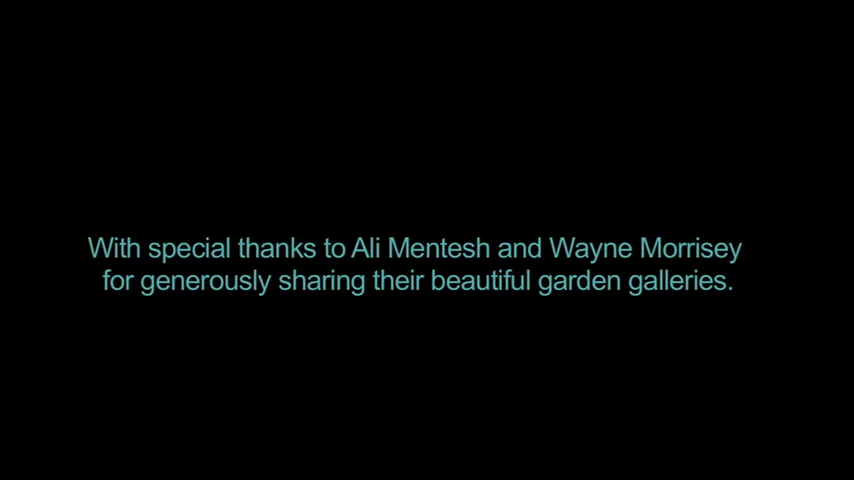 With special thanks to Ali Mentesh and Wayne Morrisey
for generously sharing their beautiful garden galleries.